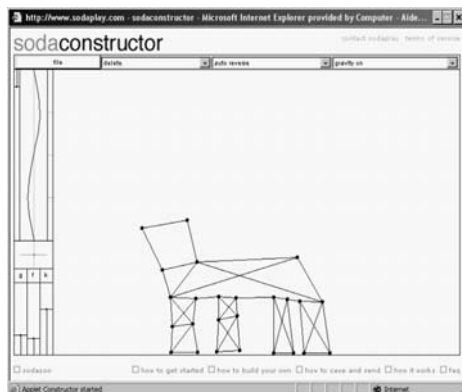 http://www.sodaplay.com - sodaconstructor - Microsoft Internet Explorer provided by Computer - Aide...
sodaconstructor
contact sodaplay terms of service
file delete auto reverse gravity on
g f k
sodazoo how to get started how to build your own how to save and send how it works faq
Applet Constructor started Internet